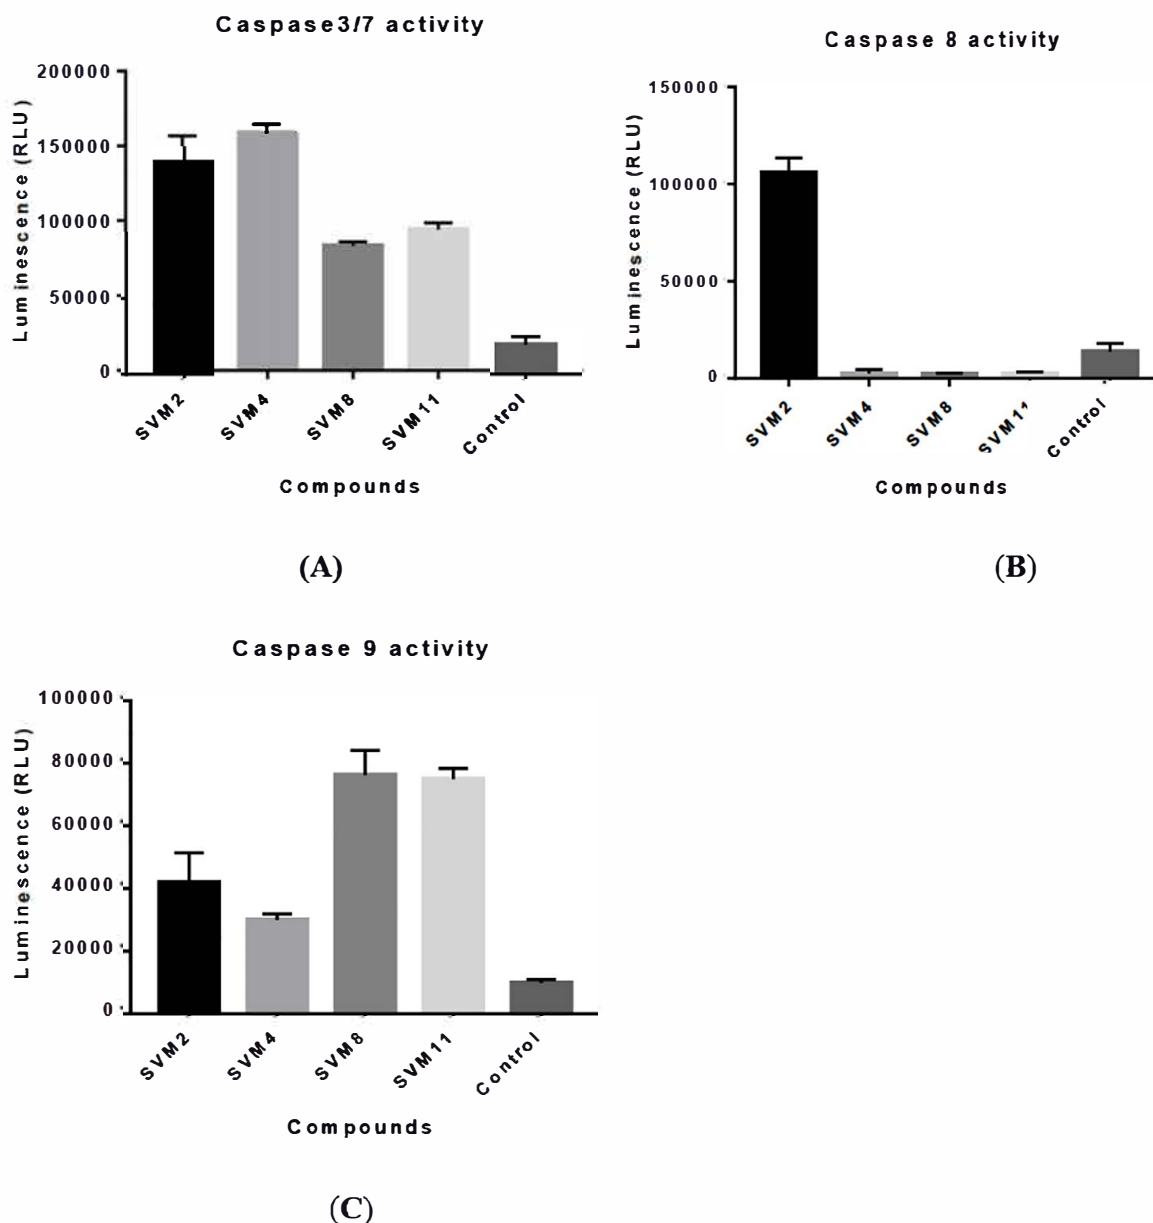 Caspase3/7 activity
Luminescence (RLU)
200000
150000
100000
50000
0
SVM2
SVM4
SVM8
SVM11
Control
Compounds
(A)
Caspase 8 activity
Luminescence (RLU)
150000
100000
50000
0
SVM2
SVM4
SVM8
SVM11
Control
Compounds
(B)
Caspase 9 activity
Luminescence (RLU)
100000
80000
60000
40000
20000
0
SVM2
SVM4
SVM8
SVM11
Control
Compounds
(C)